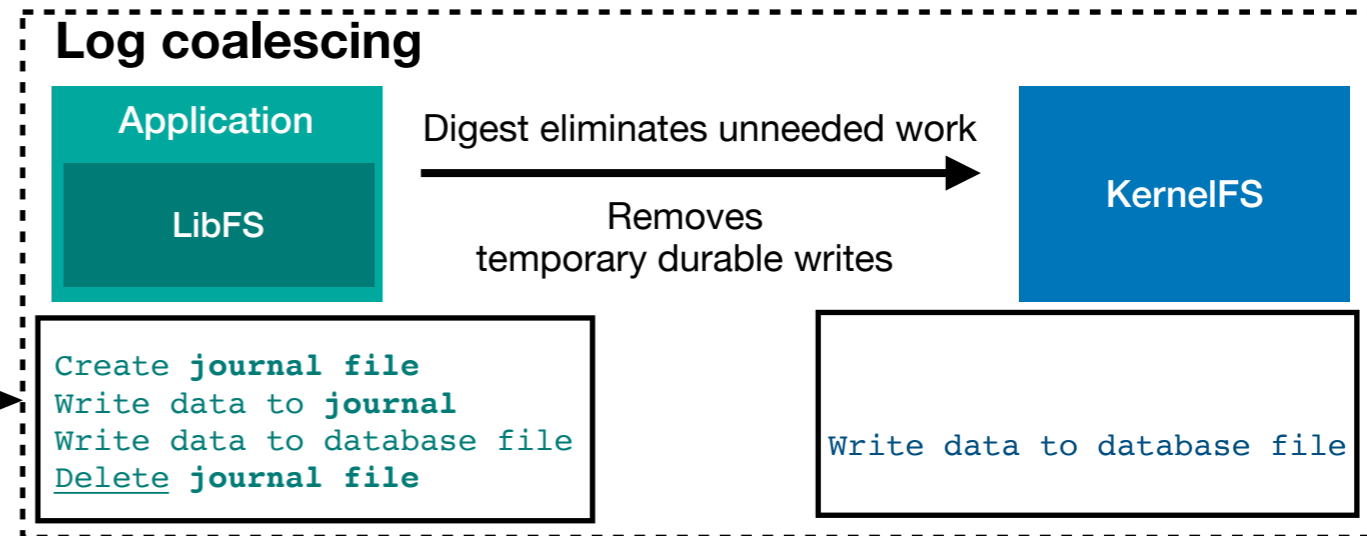 Log coalescing
Application
LibFS
Digest eliminates unneeded work
Removes
temporary durable writes
KernelFS
Create journal file
Write data to journal
Write data to database file
Delete journal file
Write data to database file